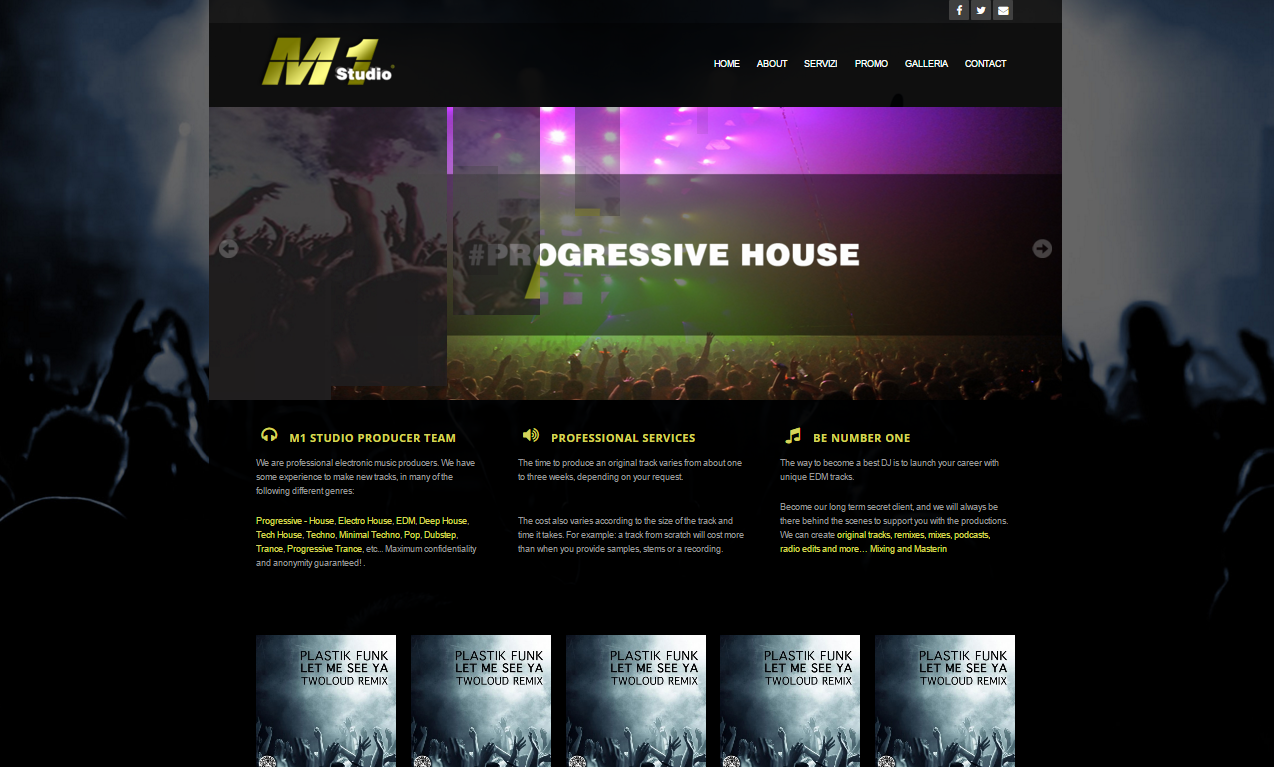 M1
Studio
HOME ABOUT SERVIZI PROMO GALLERIA CONTACT
#PROGRESSIVE HOUSE
M1 STUDIO PRODUCER TEAM
We are professional electronic music producers. We have
some experience to make new tracks, in many of the
following different genres:
Progressive - House, Electro House, EDM, Deep House,
Tech House, Techno, Minimal Techno, Pop, Dubstep,
Trance, Progressive Trance, etc... Maximum confidentiality
and anonymity guaranteed! .
PROFESSIONAL SERVICES
The time to produce an original track varies from about one
to three weeks, depending on your request.
The cost also varies according to the size of the track and
time it takes. For example: a track from scratch will cost more
than when you provide samples, stems or a recording.
BE NUMBER ONE
The way to become a best DJ is to launch your career with
unique EDM tracks.
Become our long term secret client, and we will always be
there behind the scenes to support you with the productions.
We can create original tracks, remixes, mixes, podcasts,
radio edits and more… Mixing and Masterin
PLASTIK FUNK
LET ME SEE YA
TWOLOUD REMIX
PLASTIK FUNK
LET ME SEE YA
TWOLOUD REMIX
PLASTIK FUNK
LET ME SEE YA
TWOLOUD REMIX
PLASTIK FUNK
LET ME SEE YA
TWOLOUD REMIX
PLASTIK FUNK
LET ME SEE YA
TWOLOUD REMIX